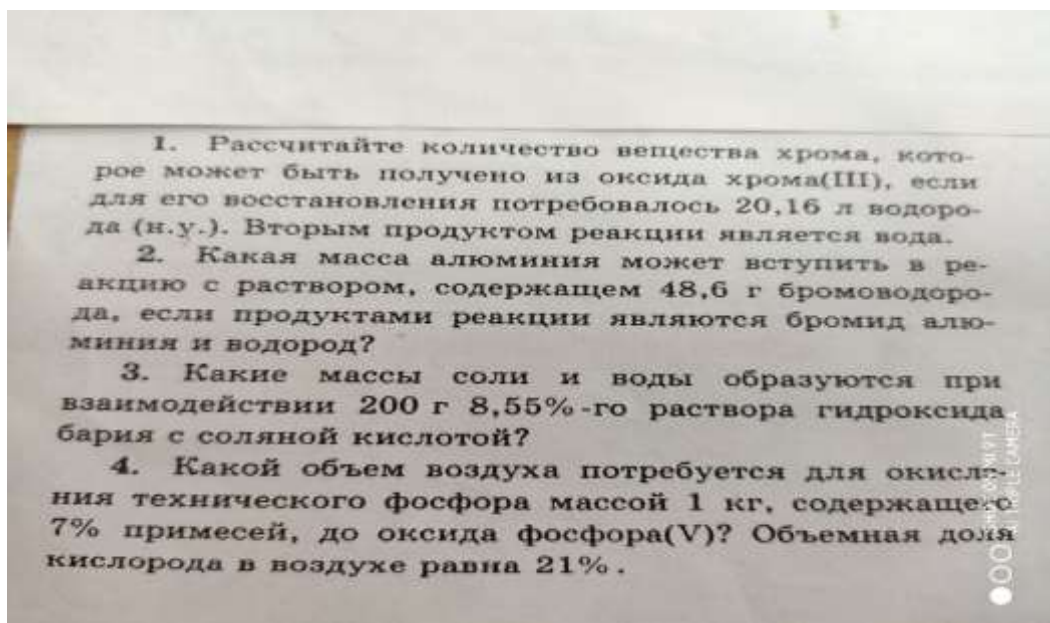 1. Рассчитайте количество вещества хрома, кото-
рое может быть получено из оксида хрома(III), если
для его восстановления потребовалось 20,16 л водоро-
да (н.у.). Вторым продуктом реакции является вода.
2. Какая масса алюминия может вступить в ре-
акцию с раствором, содержащем 48,6 г бромоводоро-
да, если продуктами реакции являются бромид алю-
миния и водород?
3. Какие массы соли и воды образуются при
взаимодействии 200 г 8,55%-го раствора гидроксида
бария с соляной кислотой?
4. Какой объем воздуха потребуется для окисле-
ния технического фосфора массой 1 кг, содержащего
7% примесей, до оксида фосфора(V)? Объемная доля
кислорода в воздухе равна 21%.
AI TRIPLE CAMERA